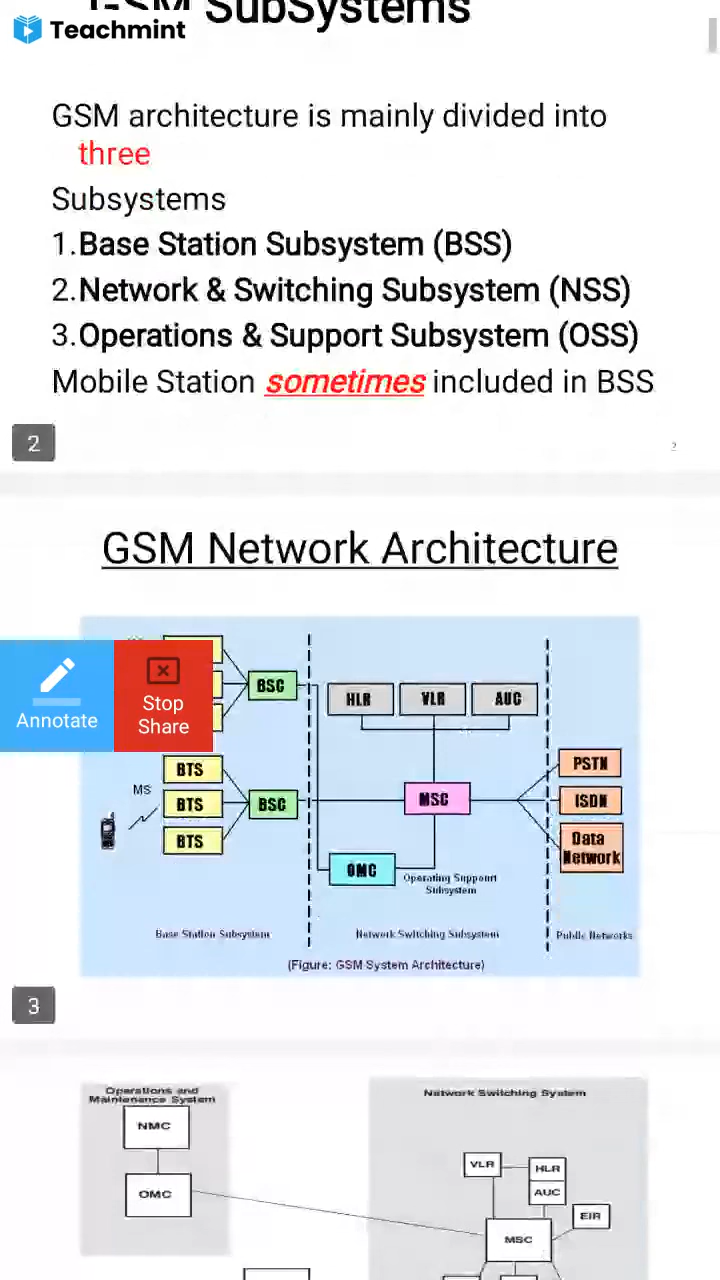 GSM SubSystems
Teachmint
GSM architecture is mainly divided into
three
Subsystems
1.Base Station Subsystem (BSS)
2.Network & Switching Subsystem (NSS)
3.Operations & Support Subsystem (OSS)
Mobile Station sometimes included in BSS
2
2
GSM Network Architecture
Annotate
Stop
Share
BSC
HLR
VLR
AUC
BTS
MS
BTS
BTS
BSC
MSC
PSTN
ISDN
Data
Network
OMC
Operating Suppourt
Subsystem
Base Station Subsystem
Network Switching Subsystem
Public Networks
(Figure: GSM System Architecture)
3
Operations and
Maintenance System
NMC
OMC
Network Switching System
VLR
HLR
AUC
EIR
MSC